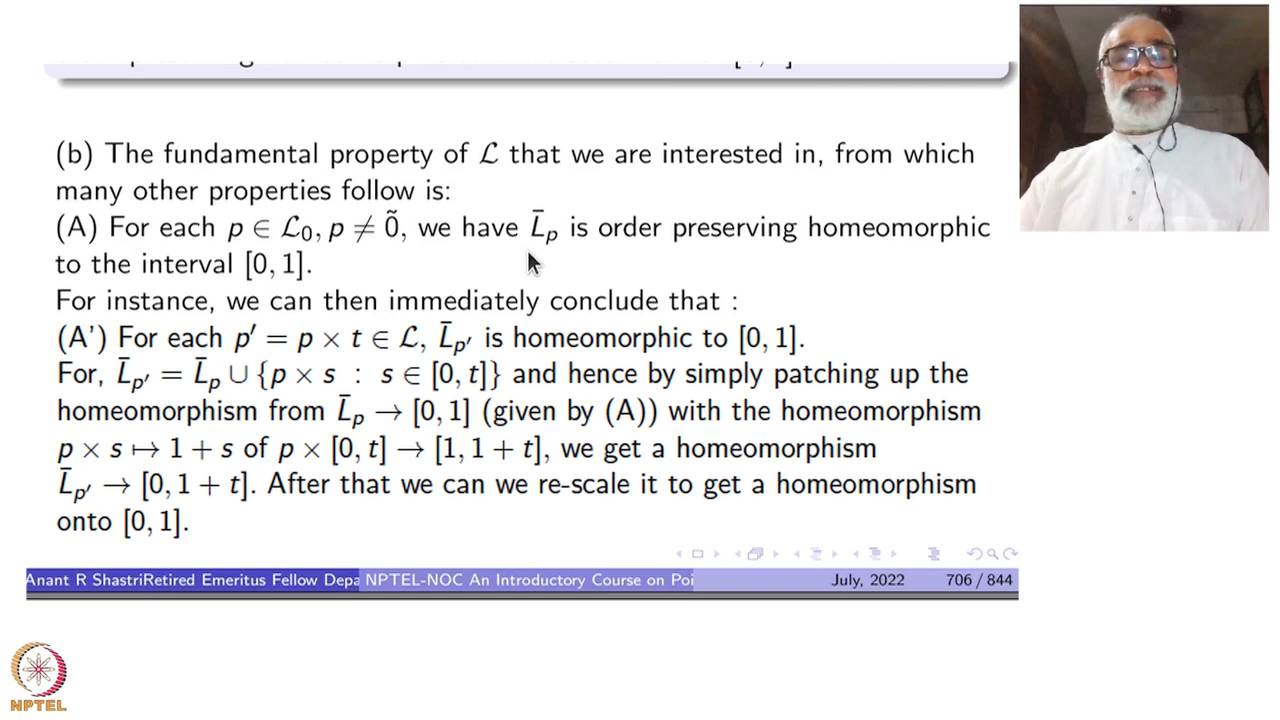 (b) The fundamental property of ℒ that we are interested in, from which
many other properties follow is:
(A) For each p ∈ ℒ₀, p ≠ 0̃, we have L̄ₚ is order preserving homeomorphic
to the interval [0, 1].
For instance, we can then immediately conclude that :
(A') For each p′ = p × t ∈ ℒ, L̄ₚ′ is homeomorphic to [0, 1].
For, L̄ₚ′ = L̄ₚ ∪ {p × s : s ∈ [0, t]} and hence by simply patching up the
homeomorphism from L̄ₚ → [0, 1] (given by (A)) with the homeomorphism
p × s ↦ 1 + s of p × [0, t] → [1, 1 + t], we get a homeomorphism
L̄ₚ′ → [0, 1 + t]. After that we can we re-scale it to get a homeomorphism
onto [0, 1].
Anant R ShastriRetired Emeritus Fellow Depa NPTEL-NOC An Introductory Course on Poi July, 2022 706 / 844
NPTEL